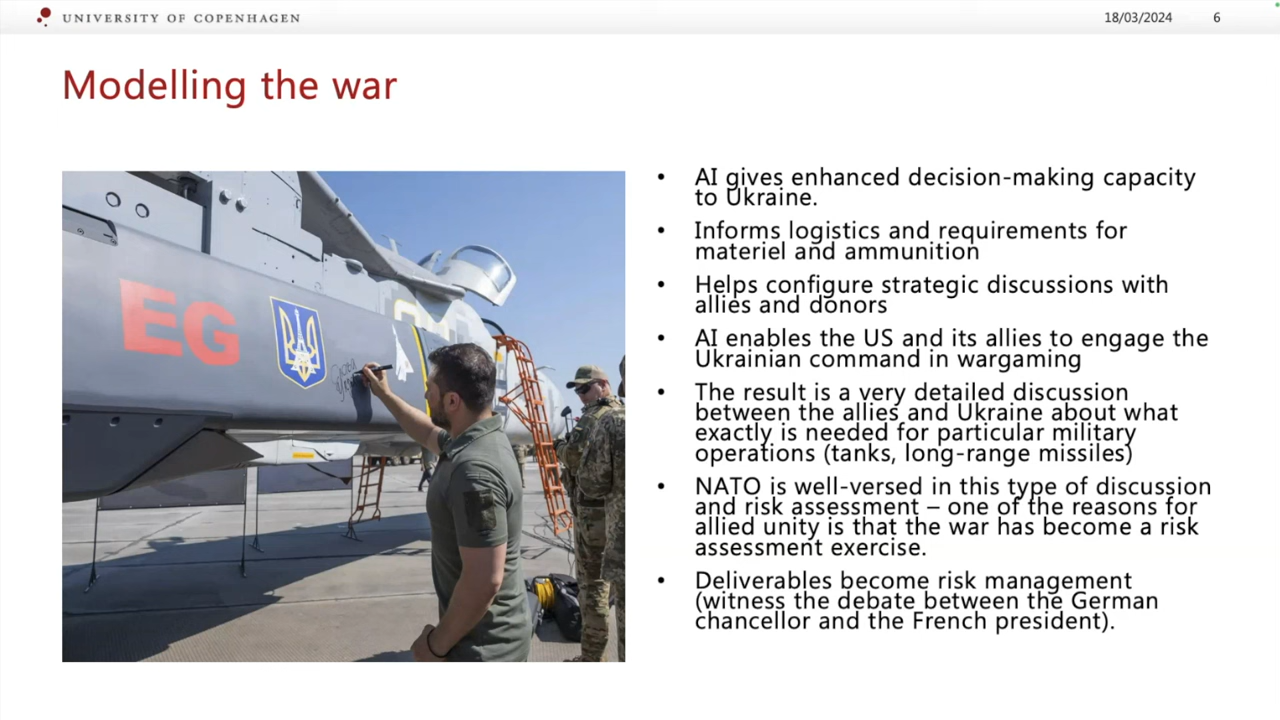 UNIVERSITY OF COPENHAGEN
18/03/2024
6
Modelling the war
• AI gives enhanced decision-making capacity
to Ukraine.
• Informs logistics and requirements for
materiel and ammunition
• Helps configure strategic discussions with
allies and donors
• AI enables the US and its allies to engage the
Ukrainian command in wargaming
• The result is a very detailed discussion
between the allies and Ukraine about what
exactly is needed for particular military
operations (tanks, long-range missiles)
• NATO is well-versed in this type of discussion
and risk assessment – one of the reasons for
allied unity is that the war has become a risk
assessment exercise.
• Deliverables become risk management
(witness the debate between the German
chancellor and the French president).
EG